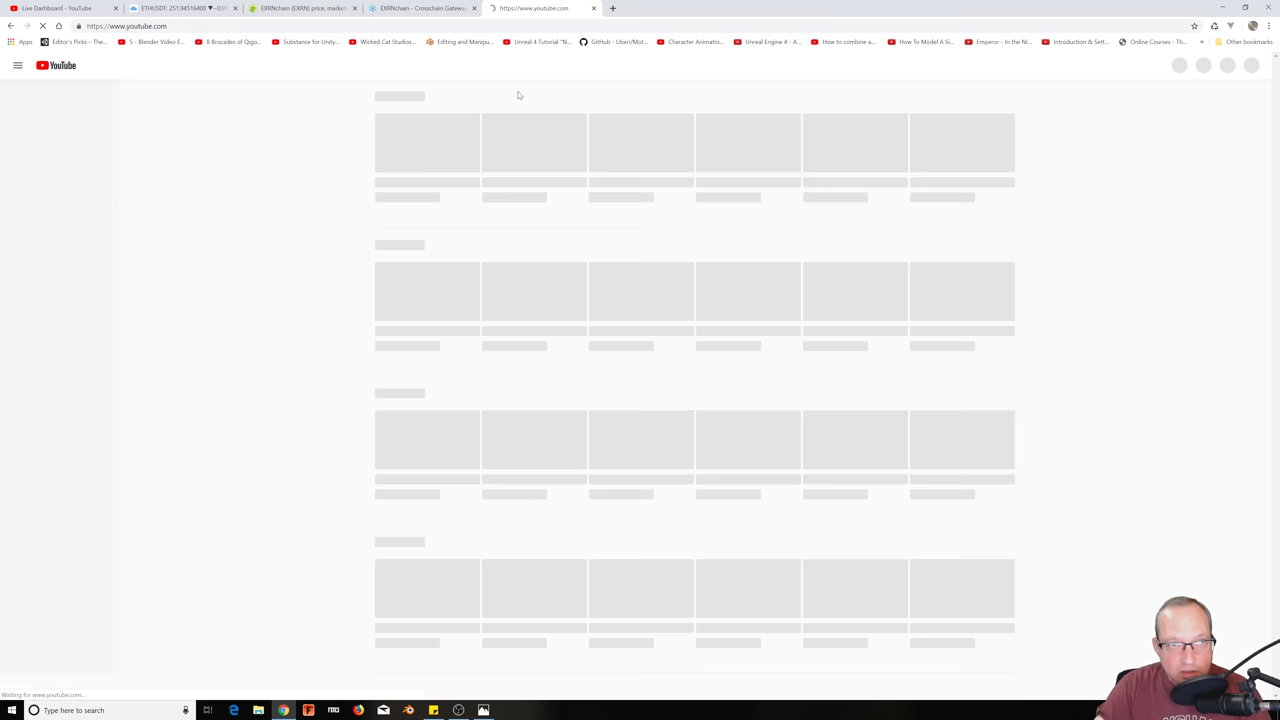 Live Dashboard - YouTube
ETHUSDT: 251.94516400 ▼−0.9
EXRNchain (EXRN) price, market
EXRNchain - Crosschain Gateway
https://www.youtube.com
https://www.youtube.com
Apps
Editor's Picks – The...
5 - Blender Video E...
8 Brocades of Qigo...
Substance for Unity...
Wicked Cat Studios...
Editing and Manipu...
Unreal 4 Tutorial "N...
GitHub - Uberi/Mot...
Character Animatio...
Unreal Engine 4 - A...
How to combine a...
How To Model A Si...
Emperor - In the Ni...
Introduction & Sett...
Online Courses - Th...
»
Other bookmarks
YouTube
Waiting for www.youtube.com...
Type here to search